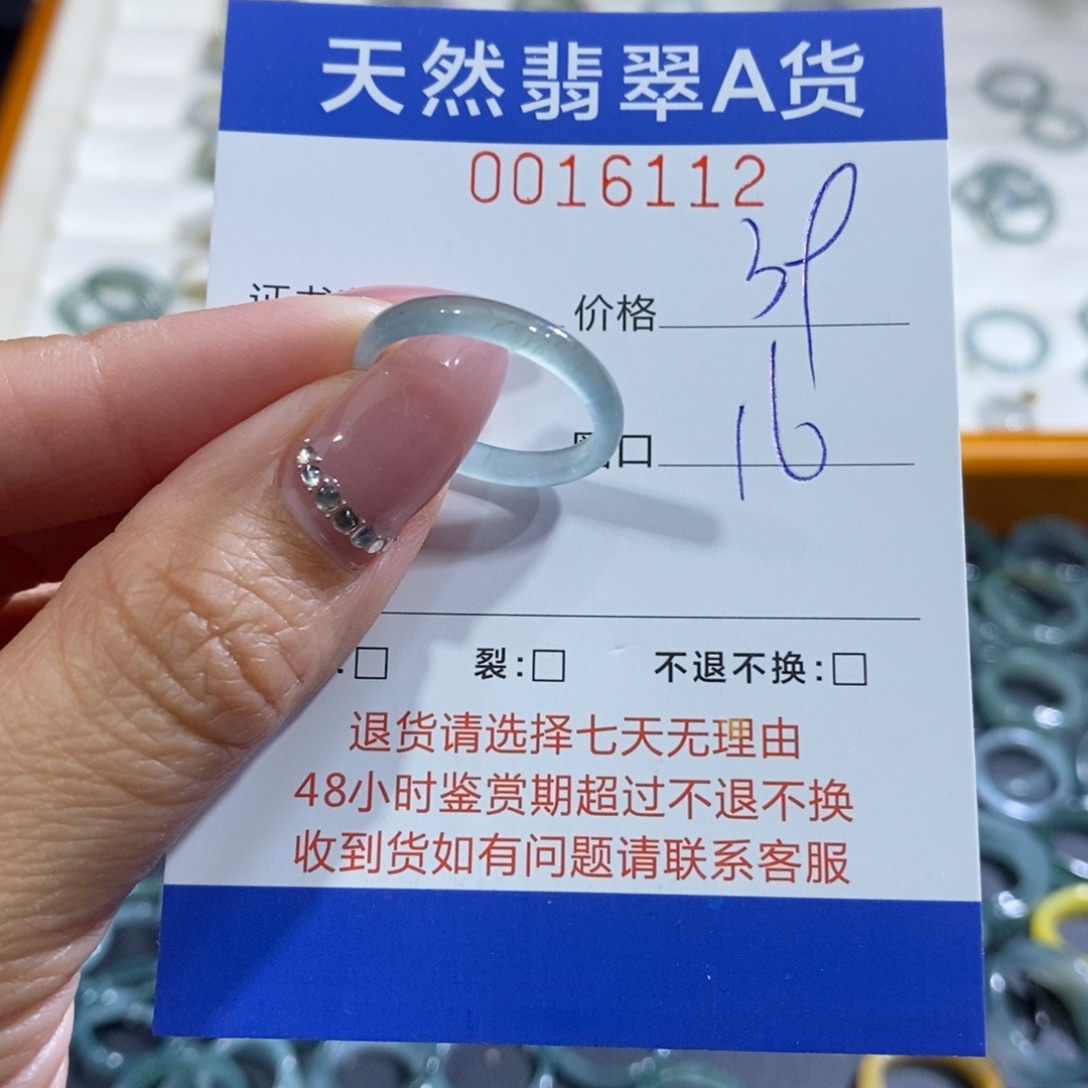 天然翡翠A货
0016112
价格 39
圈口 16
裂:□ 不退不换:□
退货请选择七天无理由
48小时鉴赏期超过不退不换
收到货如有问题请联系客服